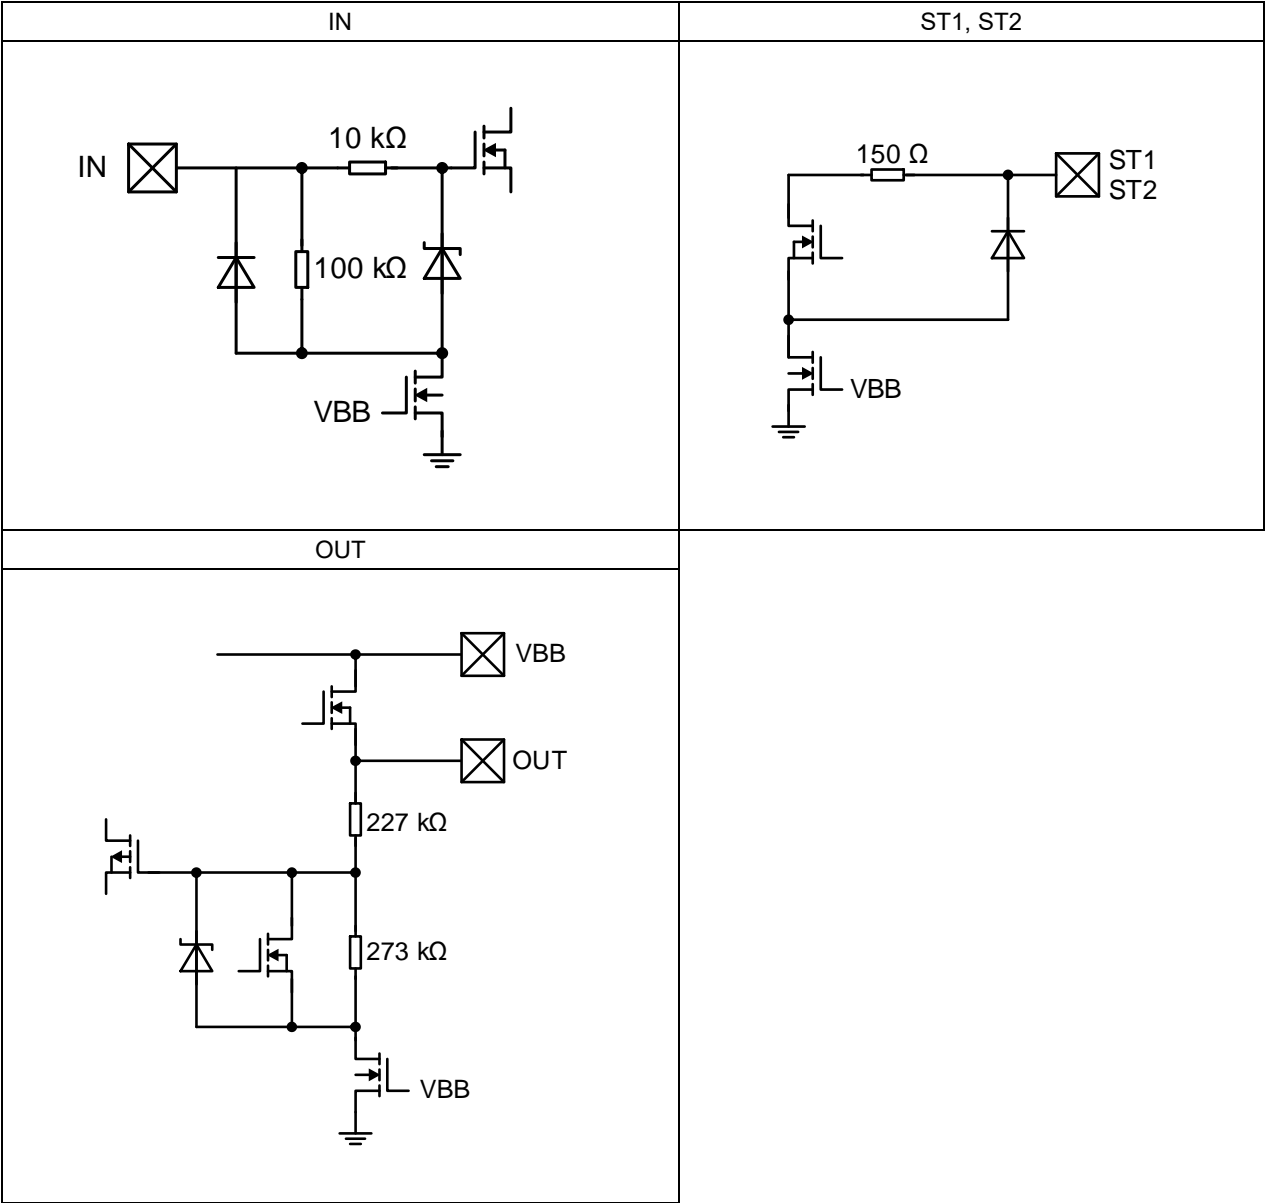 IN
ST1, ST2
10 kΩ
IN
100 kΩ
VBB
150 Ω
ST1
ST2
VBB
OUT
VBB
OUT
227 kΩ
273 kΩ
VBB